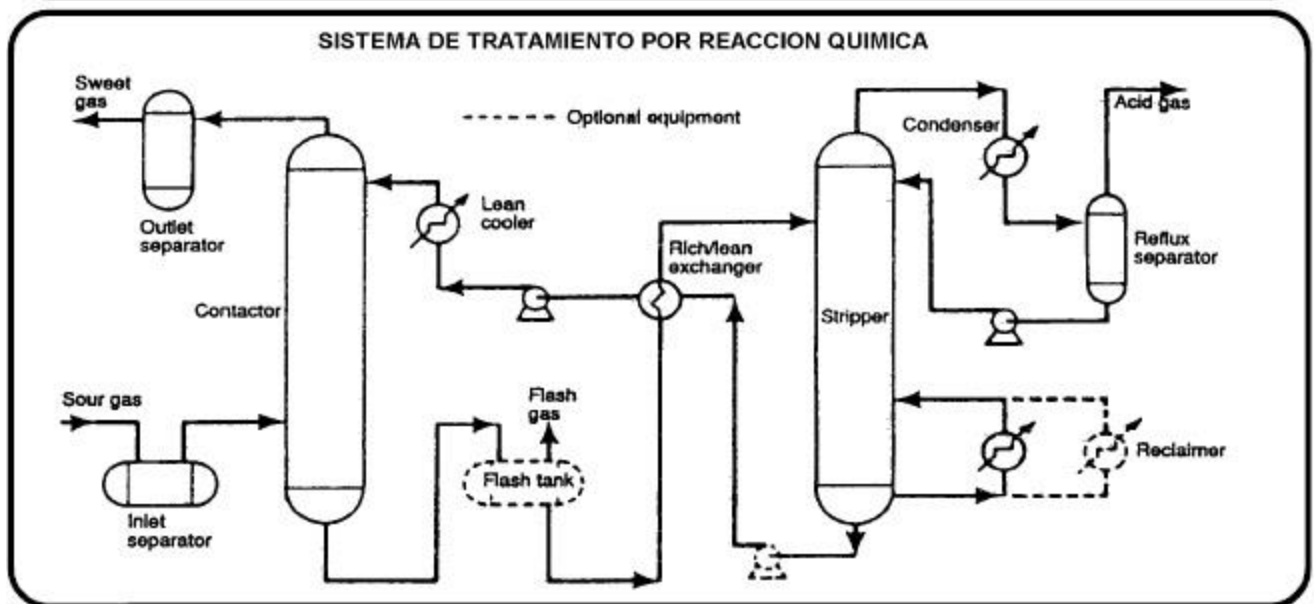 SISTEMA DE TRATAMIENTO POR REACCION QUIMICA
Sweet
gas
Optional equipment
Acid gas
Condenser
Outlet
separator
Lean
cooler
Rich/lean
exchanger
Reflux
separator
Contactor
Stripper
Sour gas
Flash
gas
Flash tank
Reclaimer
Inlet
separator